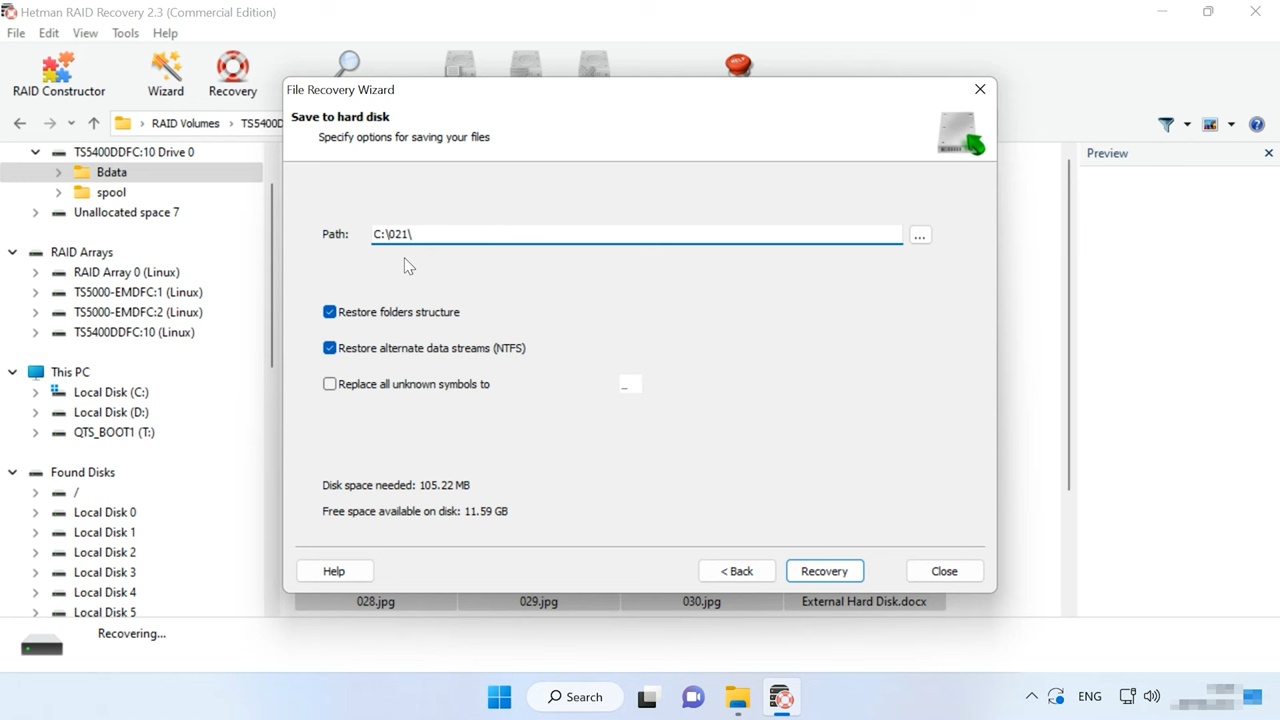 Hetman RAID Recovery 2.3 (Commercial Edition)
File Edit View Tools Help
RAID Constructor Wizard Recovery
RAID Volumes > TS5400D
TS5400DDFC:10 Drive 0
Bdata
spool
Unallocated space 7
RAID Arrays
RAID Array 0 (Linux)
TS5000-EMDFC:1 (Linux)
TS5000-EMDFC:2 (Linux)
TS5400DDFC:10 (Linux)
This PC
Local Disk (C:)
Local Disk (D:)
QTS_BOOT1 (T:)
Found Disks
/
Local Disk 0
Local Disk 1
Local Disk 2
Local Disk 3
Local Disk 4
Local Disk 5
File Recovery Wizard
Save to hard disk
Specify options for saving your files
Path: C:\021\ ...
Restore folders structure
Restore alternate data streams (NTFS)
Replace all unknown symbols to _
Disk space needed: 105.22 MB
Free space available on disk: 11.59 GB
Help < Back Recovery Close
028.jpg 029.jpg 030.jpg External Hard Disk.docx
Preview
Recovering...
Search
ENG